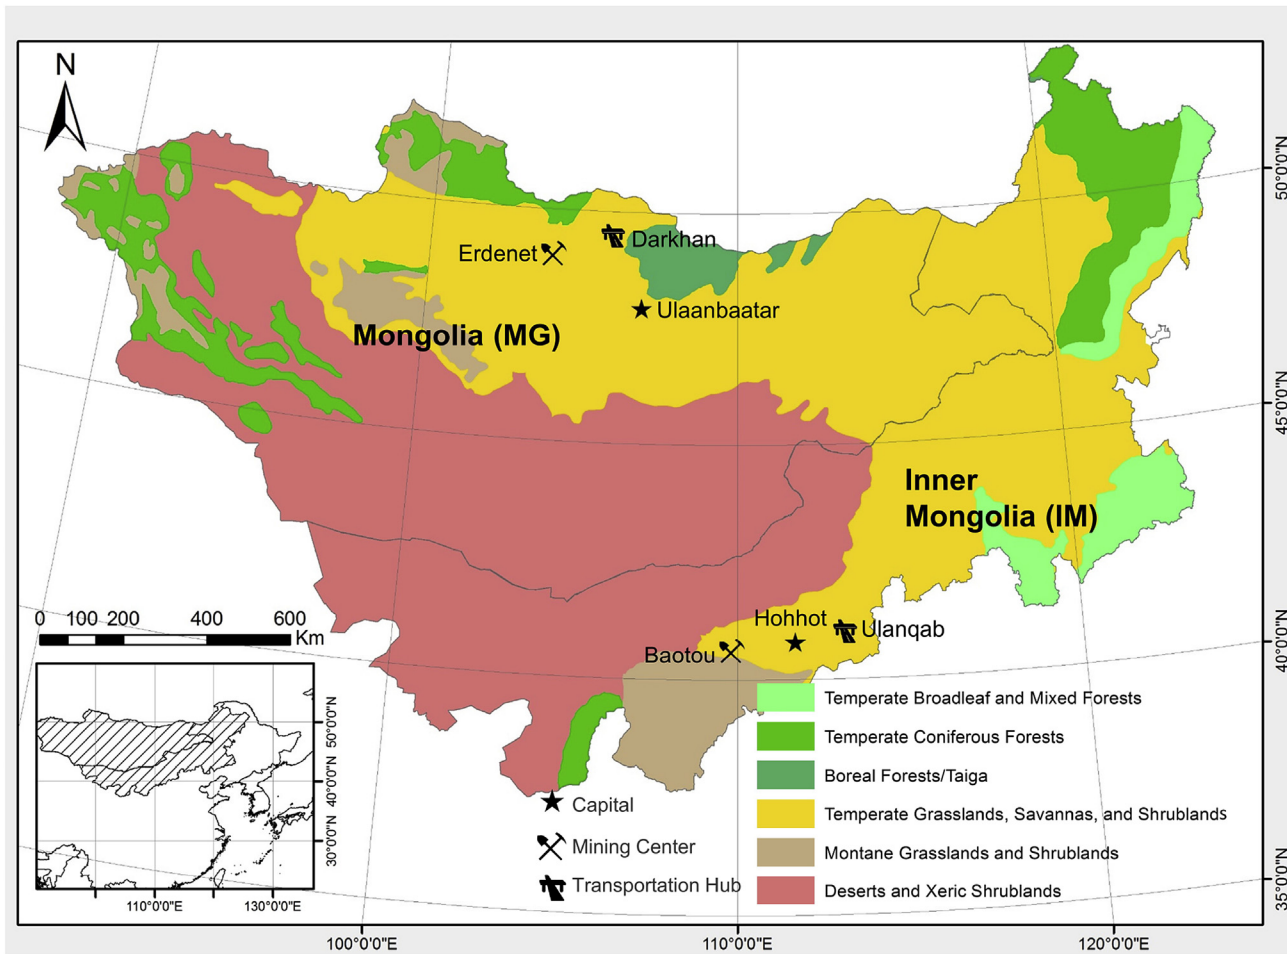 N
50°0'0"N
Darkhan
Erdenet
Ulaanbaatar
Mongolia (MG)
45°0'0"N
Inner
Mongolia (IM)
0 100 200 400 600
Km
Hohhot
Ulanqab
Baotou
40°0'0"N
Temperate Broadleaf and Mixed Forests
Temperate Coniferous Forests
Boreal Forests/Taiga
Temperate Grasslands, Savannas, and Shrublands
Montane Grasslands and Shrublands
Deserts and Xeric Shrublands
Capital
Mining Center
Transportation Hub
50°0'0"N
40°0'0"N
30°0'0"N
110°0'0"E 130°0'0"E
35°0'0"N
100°0'0"E 110°0'0"E 120°0'0"E